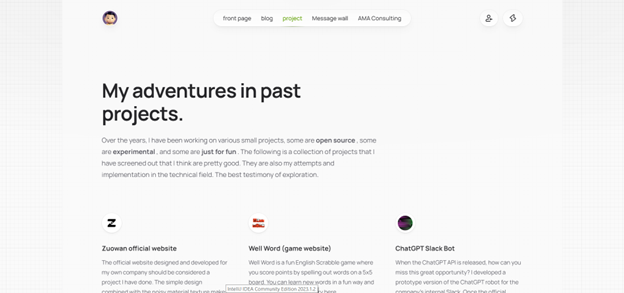 front page blog project Message wall AMA Consulting
My adventures in past
projects.
Over the years, I have been working on various small projects, some are open source , some
are experimental , and some are just for fun . The following is a collection of projects that I
have screened out that I think are pretty good. They are also my attempts and
implementation in the technical field. The best testimony of exploration.
Zuowan official website
The official website designed and developed for
my own company should be considered a
project I have done. The simple design
combined with the noisy material texture makes
Well Word (game website)
Well Word is a fun English Scrabble game where
you score points by spelling out words on a 5x5
board. You can learn new words in a fun way and
here
ChatGPT Slack Bot
When the ChatGPT API is released, how can you
miss this great opportunity? I developed a
prototype version of the ChatGPT robot for the
company's internal Slack. Once the official
IntelliJ IDEA Community Edition 2023.1.2